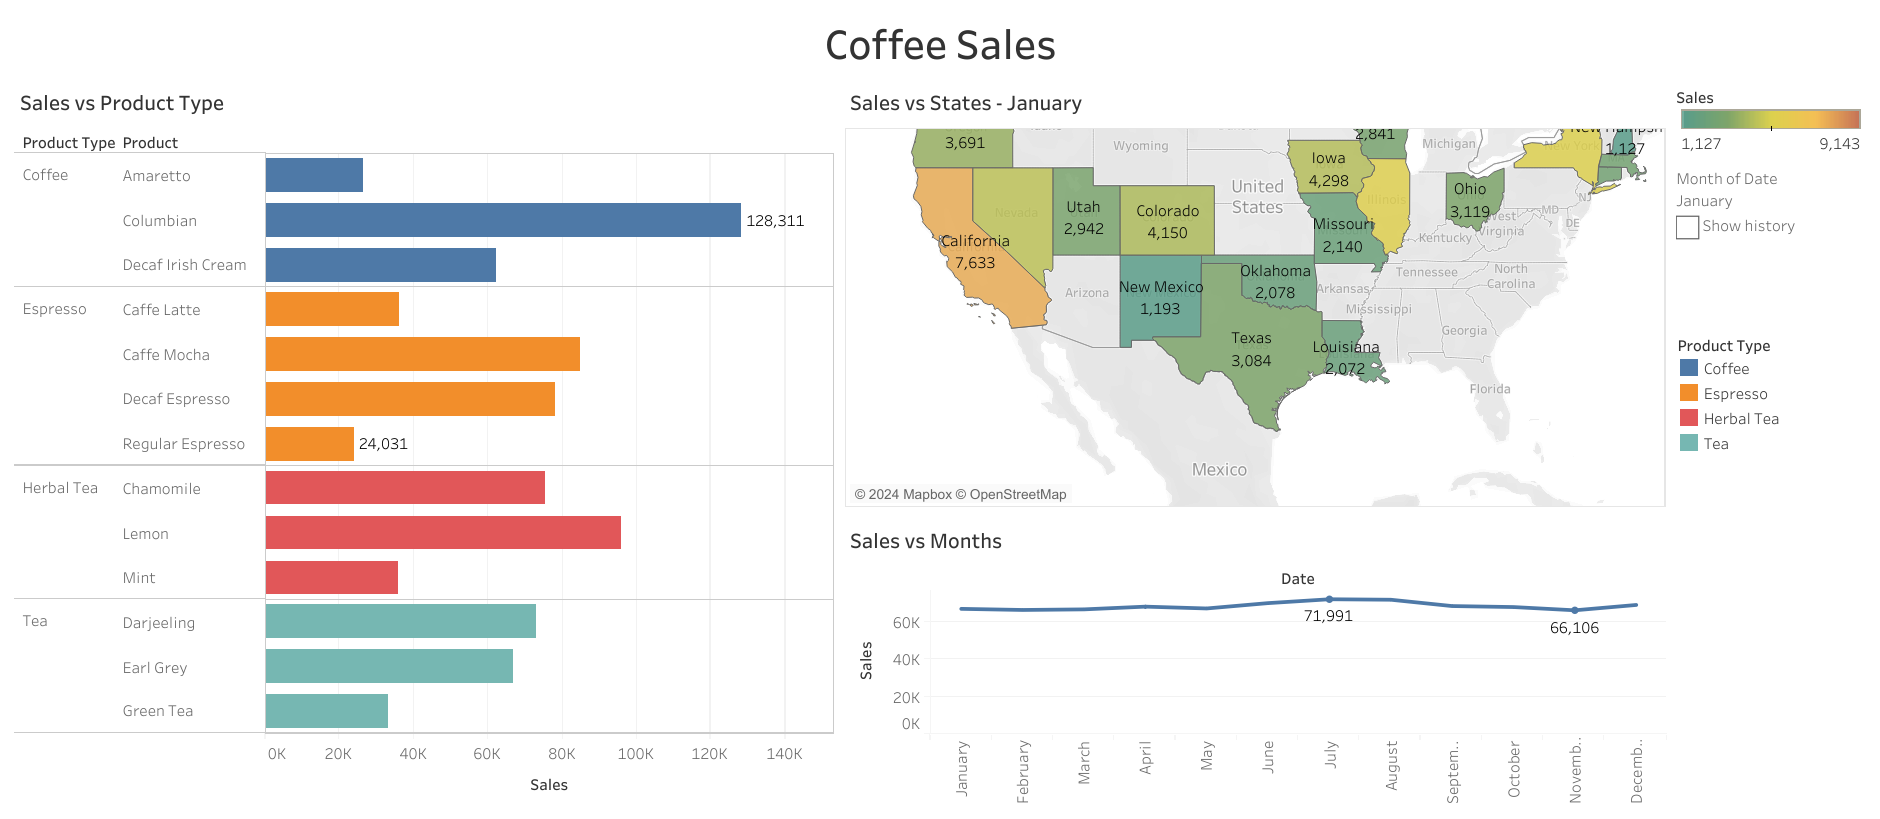 Coffee Sales
Sales vs Product Type
Product Type Product
Coffee
Amaretto
Columbian
128,311
Decaf Irish Cream
Espresso
Caffe Latte
Caffe Mocha
Decaf Espresso
Regular Espresso
24,031
Herbal Tea
Chamomile
Lemon
Mint
Tea
Darjeeling
Earl Grey
Green Tea
0K 20K 40K 60K 80K 100K 120K 140K
Sales
Sales vs States - January
3,691
Wyoming
2,841
Michigan
New York
1,127
United
States
Iowa
4,298
Nevada
Utah
2,942
Colorado
4,150
Illinois
Ohio
3,119
NJ
MD
DE
West
Virginia
California
7,633
Missouri
2,140
Kentucky
Arizona
New Mexico
1,193
Oklahoma
2,078
Arkansas
Tennessee
North
Carolina
Mississippi
Texas
3,084
Louisiana
2,072
Georgia
Florida
Mexico
© 2024 Mapbox © OpenStreetMap
Sales
1,127 9,143
Month of Date
January
Show history
Product Type
Coffee
Espresso
Herbal Tea
Tea
Sales vs Months
Date
Sales
60K
40K
20K
0K
71,991
66,106
January
February
March
April
May
June
July
August
Septem..
October
Novemb..
Decemb..